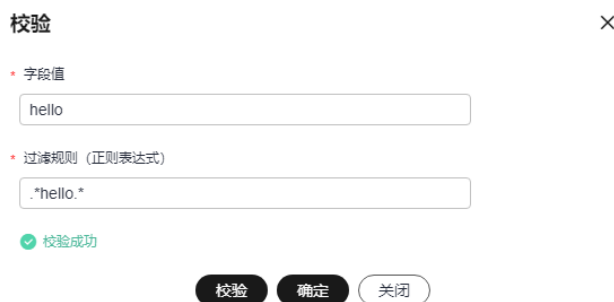 校验
* 字段值
hello
* 过滤规则（正则表达式）
.*hello.*
校验成功
校验 确定 关闭